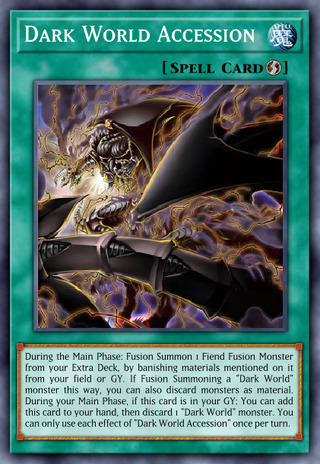 DARK WORLD ACCESSION
魔
[SPELL CARD]
During the Main Phase: Fusion Summon 1 Fiend Fusion Monster
from your Extra Deck, by banishing materials mentioned on it
from your field or GY. If Fusion Summoning a "Dark World"
monster this way, you can also discard monsters as material.
During your Main Phase, if this card is in your GY: You can add
this card to your hand, then discard 1 "Dark World" monster. You
can only use each effect of "Dark World Accession" once per turn.